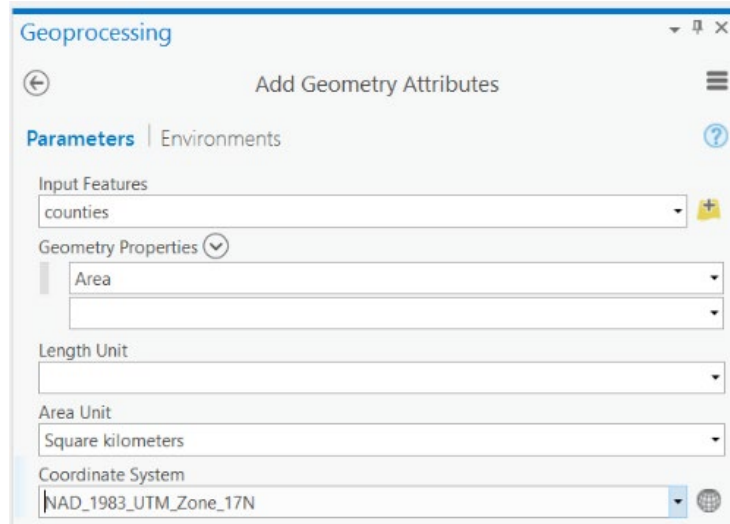 Geoprocessing
Add Geometry Attributes
Parameters | Environments
Input Features
counties
Geometry Properties
Area
Length Unit
Area Unit
Square kilometers
Coordinate System
NAD_1983_UTM_Zone_17N